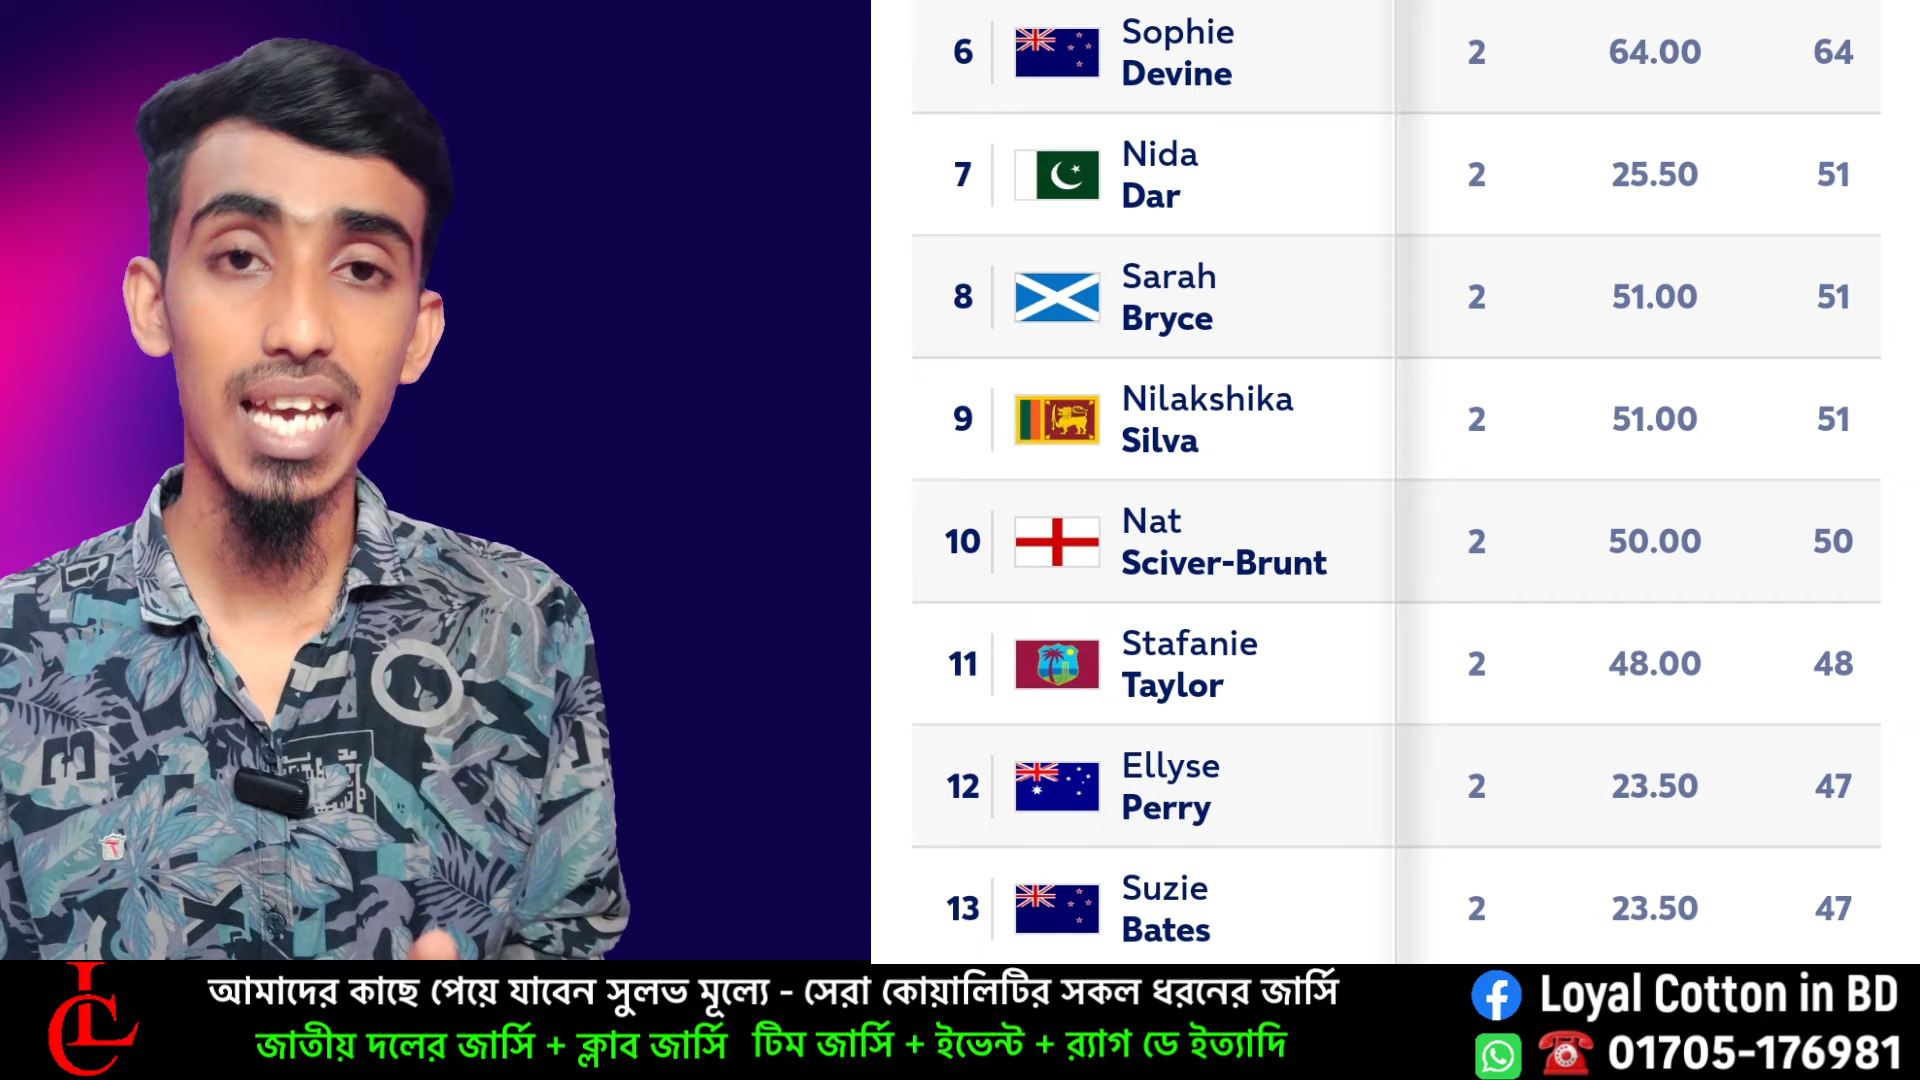 6 Sophie Devine 2 64.00 64
7 Nida Dar 2 25.50 51
8 Sarah Bryce 2 51.00 51
9 Nilakshika Silva 2 51.00 51
10 Nat Sciver-Brunt 2 50.00 50
11 Stafanie Taylor 2 48.00 48
12 Ellyse Perry 2 23.50 47
13 Suzie Bates 2 23.50 47
LC
আমাদের কাছে পেয়ে যাবেন সুলভ মূল্যে - সেরা কোয়ালিটির সকল ধরনের জার্সি
জাতীয় দলের জার্সি + ক্লাব জার্সি টিম জার্সি + ইভেন্ট + র‍্যাগ ডে ইত্যাদি
Loyal Cotton in BD
01705-176981